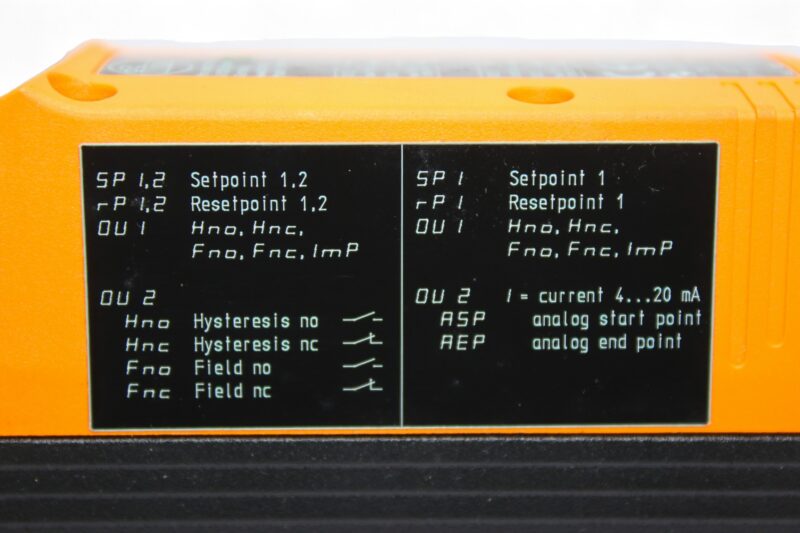 SP 1,2 Setpoint 1,2
rP 1,2 Resetpoint 1,2
OU 1 Hno, Hnc,
Fno, Fnc, ImP
OU 2
Hno Hysteresis no
Hnc Hysteresis nc
Fno Field no
Fnc Field nc
SP 1 Setpoint 1
rP 1 Resetpoint 1
OU 1 Hno, Hnc,
Fno, Fnc, ImP
OU 2 I = current 4...20 mA
ASP analog start point
AEP analog end point